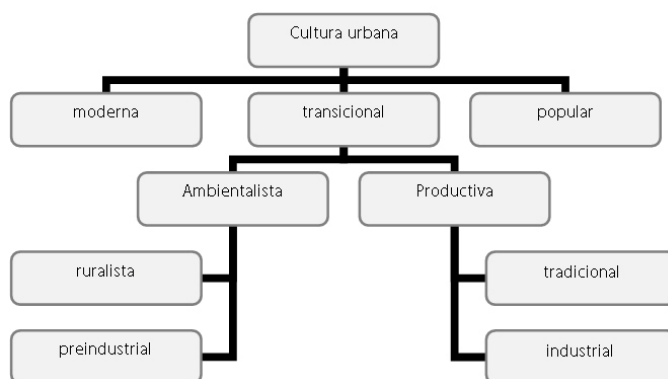 Cultura urbana
moderna
transicional
popular
Ambientalista
Productiva
ruralista
tradicional
preindustrial
industrial